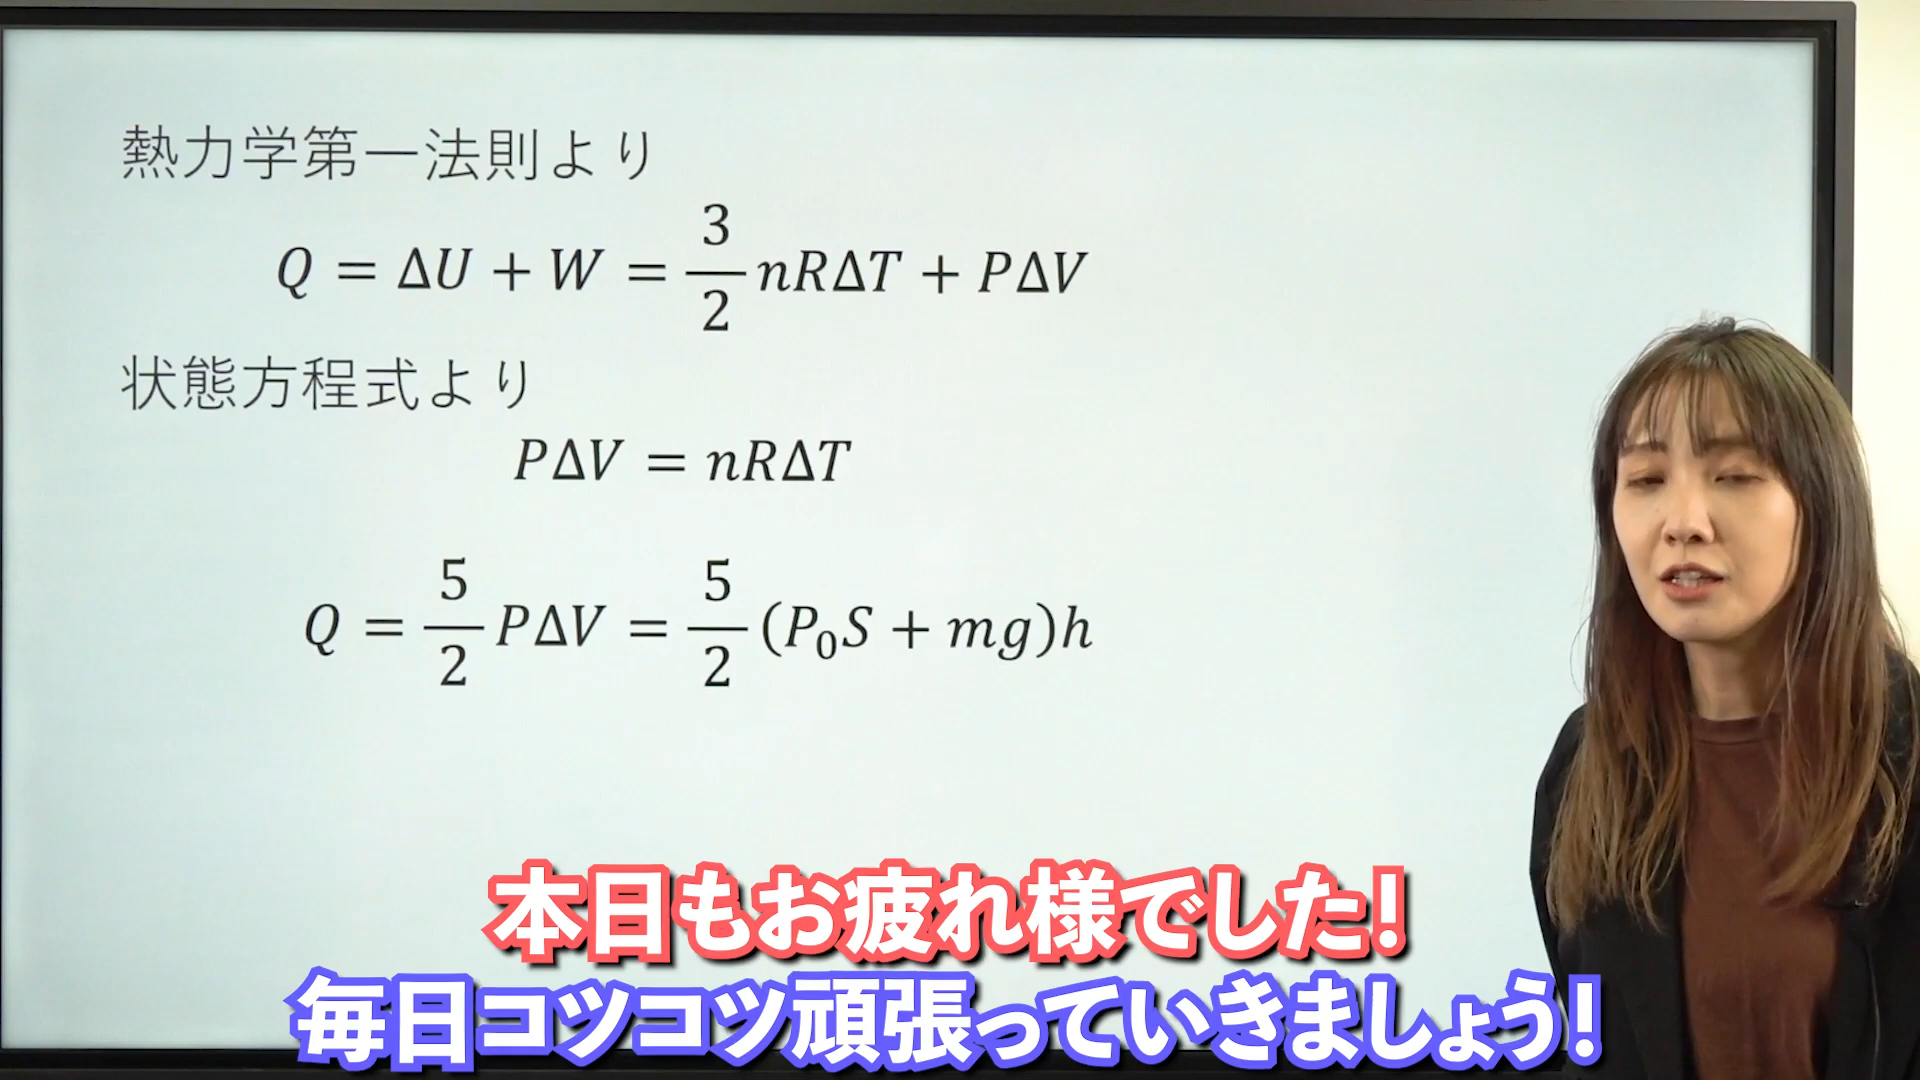 熱力学第一法則より
Q = ΔU + W = 3/2 nRΔT + PΔV
状態方程式より
PΔV = nRΔT
Q = 5/2 PΔV = 5/2 (P₀S + mg)h
本日もお疲れ様でした!
毎日コツコツ頑張っていきましょう!